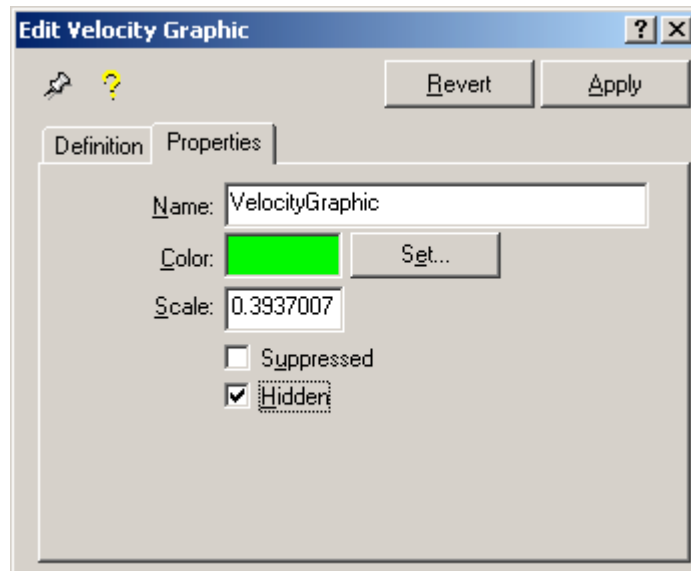 Edit Velocity Graphic
Revert Apply
Definition Properties
Name: VelocityGraphic
Color: Set...
Scale: 0.3937007
Suppressed
Hidden